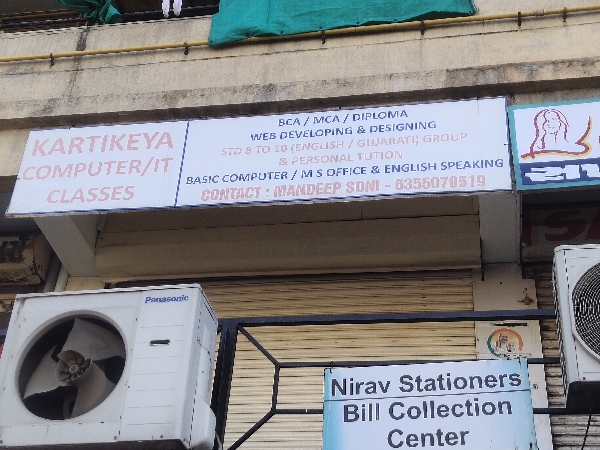 KARTIKEYA
COMPUTER/IT
CLASSES
BCA / MCA / DIPLOMA
WEB DEVELOPING & DESIGNING
STD 8 TO 10 (ENGLISH / GUJARATI) GROUP
& PERSONAL TUTION
BASIC COMPUTER / M S OFFICE & ENGLISH SPEAKING
CONTACT : MANDEEP SONI - 6355070519
Panasonic
Nirav Stationers
Bill Collection
Center